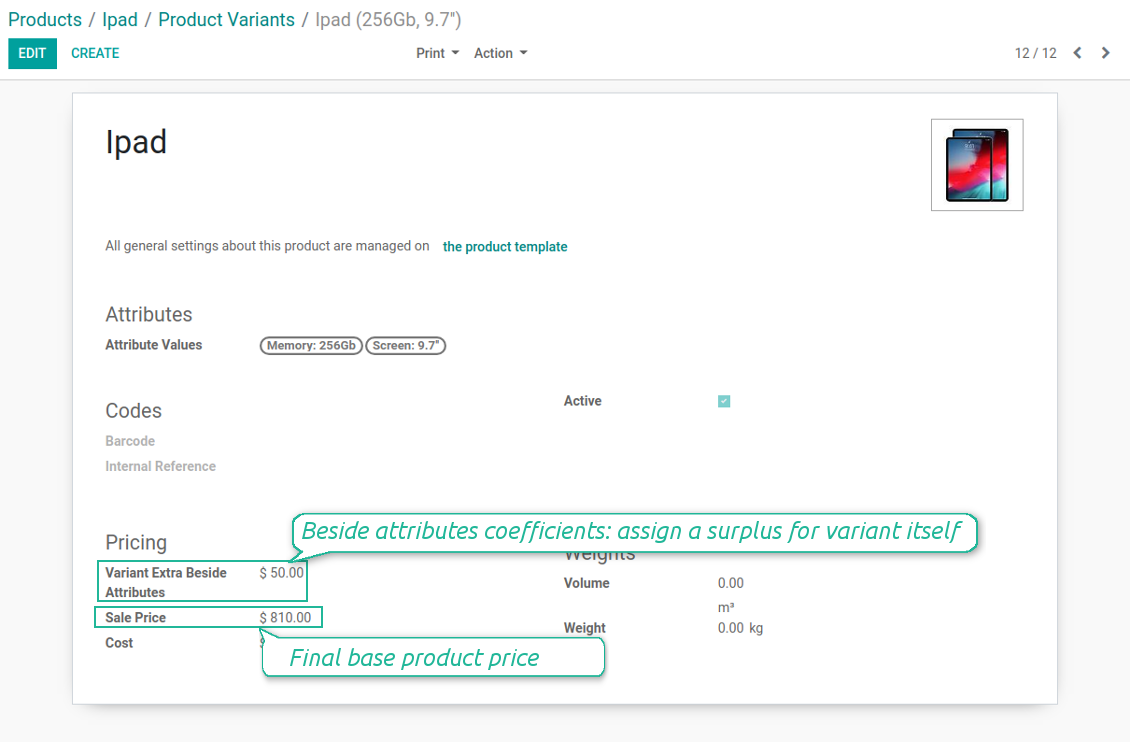 Products / Ipad / Product Variants / Ipad (256Gb, 9.7")
EDIT CREATE Print Action 12 / 12
Ipad
All general settings about this product are managed on the product template
Attributes
Attribute Values Memory: 256Gb Screen: 9.7"
Active
Codes
Barcode
Internal Reference
Beside attributes coefficients: assign a surplus for variant itself
Pricing
Weights
Variant Extra Beside $ 50.00
Attributes
Volume 0.00
m³
Sale Price $ 810.00
Weight 0.00 kg
Cost
Final base product price